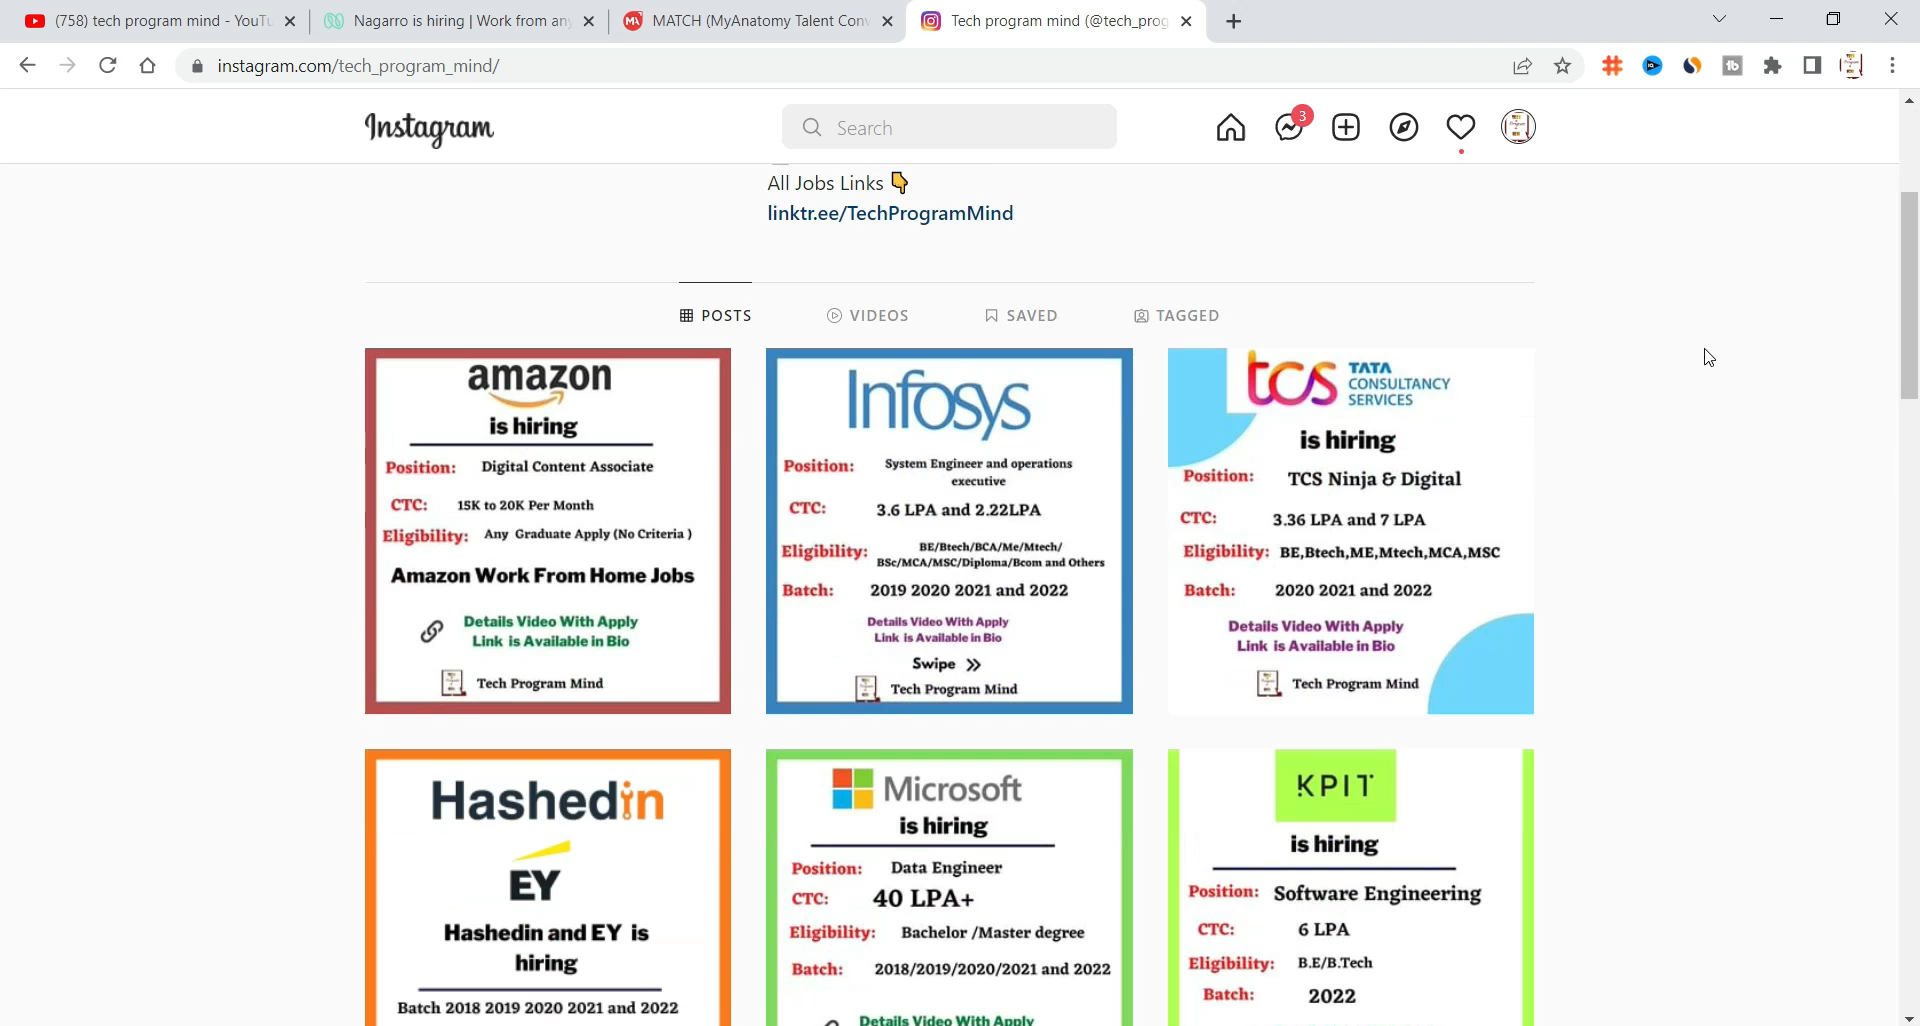 (758) tech program mind - YouTu
Nagarro is hiring | Work from an
MATCH (MyAnatomy Talent Conv
Tech program mind (@tech_prog
instagram.com/tech_program_mind/
Instagram
Search
3
All Jobs Links
linktr.ee/TechProgramMind
POSTS
VIDEOS
SAVED
TAGGED
amazon
is hiring
Position: Digital Content Associate
CTC: 15K to 20K Per Month
Eligibility: Any Graduate Apply (No Criteria )
Amazon Work From Home Jobs
Details Video With Apply
Link is Available in Bio
Tech Program Mind
Infosys
Position: System Engineer and operations
executive
CTC: 3.6 LPA and 2.22LPA
Eligibility: BE/Btech/BCA/Me/Mtech/
BSc/MCA/MSC/Diploma/Bcom and Others
Batch: 2019 2020 2021 and 2022
Details Video With Apply
Link is Available in Bio
Swipe
Tech Program Mind
tcs TATA
CONSULTANCY
SERVICES
is hiring
Position: TCS Ninja & Digital
CTC: 3.36 LPA and 7 LPA
Eligibility: BE,Btech,ME,Mtech,MCA,MSC
Batch: 2020 2021 and 2022
Details Video With Apply
Link is Available in Bio
Tech Program Mind
Hashedin
EY
Hashedin and EY is
hiring
Batch 2018 2019 2020 2021 and 2022
Microsoft
is hiring
Position: Data Engineer
CTC: 40 LPA+
Eligibility: Bachelor /Master degree
Batch: 2018/2019/2020/2021 and 2022
Details Video With Apply
KPIT
is hiring
Position: Software Engineering
CTC: 6 LPA
Eligibility: B.E/B.Tech
Batch: 2022